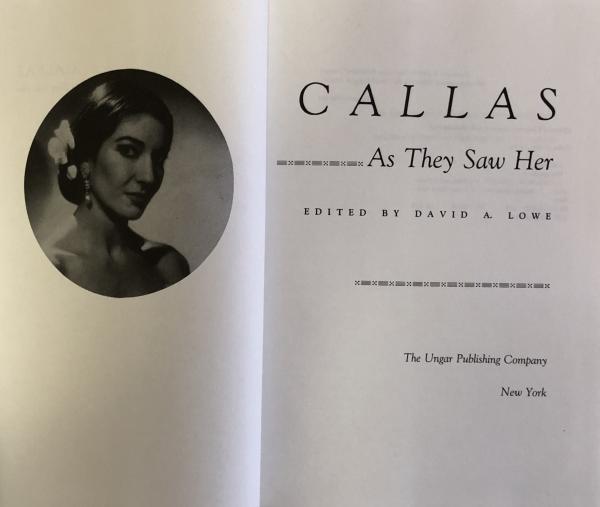 CALLAS
As They Saw Her
EDITED BY DAVID A. LOWE
The Ungar Publishing Company
New York